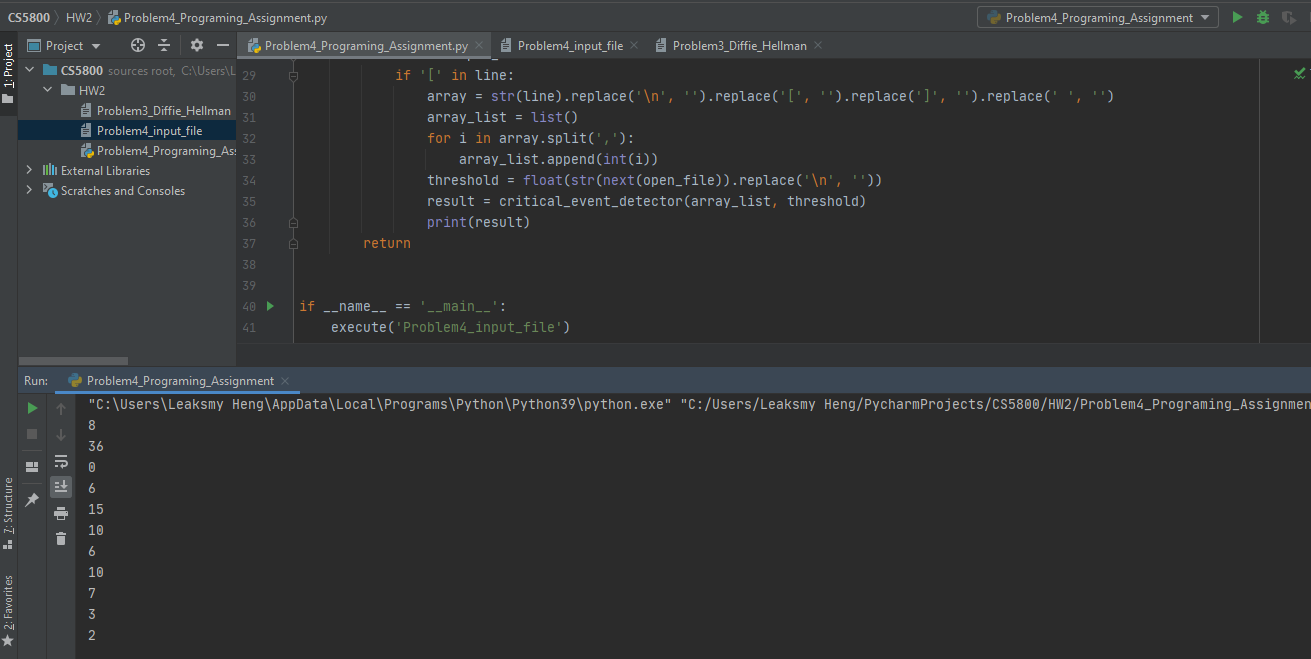 CS5800 HW2 Problem4_Programing_Assignment.py Problem4_Programing_Assignment
1: Project
Project
Problem4_Programing_Assignment.py Problem4_input_file Problem3_Diffie_Hellman
CS5800 sources root, C:\Users\L
HW2
Problem3_Diffie_Hellman
Problem4_input_file
Problem4_Programing_Ass
External Libraries
Scratches and Consoles
29 if '[' in line:
30 array = str(line).replace('\n', '').replace('[', '').replace(']', '').replace(' ', '')
31 array_list = list()
32 for i in array.split(','):
33 array_list.append(int(i))
34 threshold = float(str(next(open_file)).replace('\n', ''))
35 result = critical_event_detector(array_list, threshold)
36 print(result)
37 return
38
39
40 if __name__ == '__main__':
41 execute('Problem4_input_file')
Run: Problem4_Programing_Assignment
"C:\Users\Leaksmy Heng\AppData\Local\Programs\Python\Python39\python.exe" "C:/Users/Leaksmy Heng/PycharmProjects/CS5800/HW2/Problem4_Programing_Assignmen
8
36
0
6
15
10
6
10
7
3
2
7: Structure
2: Favorites